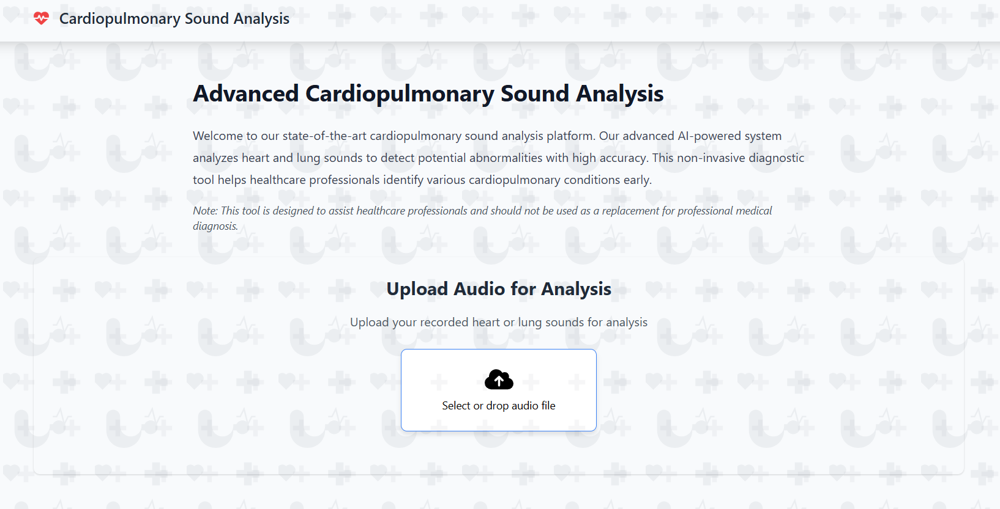 Cardiopulmonary Sound Analysis
Advanced Cardiopulmonary Sound Analysis
Welcome to our state-of-the-art cardiopulmonary sound analysis platform. Our advanced AI-powered system
analyzes heart and lung sounds to detect potential abnormalities with high accuracy. This non-invasive diagnostic
tool helps healthcare professionals identify various cardiopulmonary conditions early.
Note: This tool is designed to assist healthcare professionals and should not be used as a replacement for professional medical
diagnosis.
Upload Audio for Analysis
Upload your recorded heart or lung sounds for analysis
Select or drop audio file